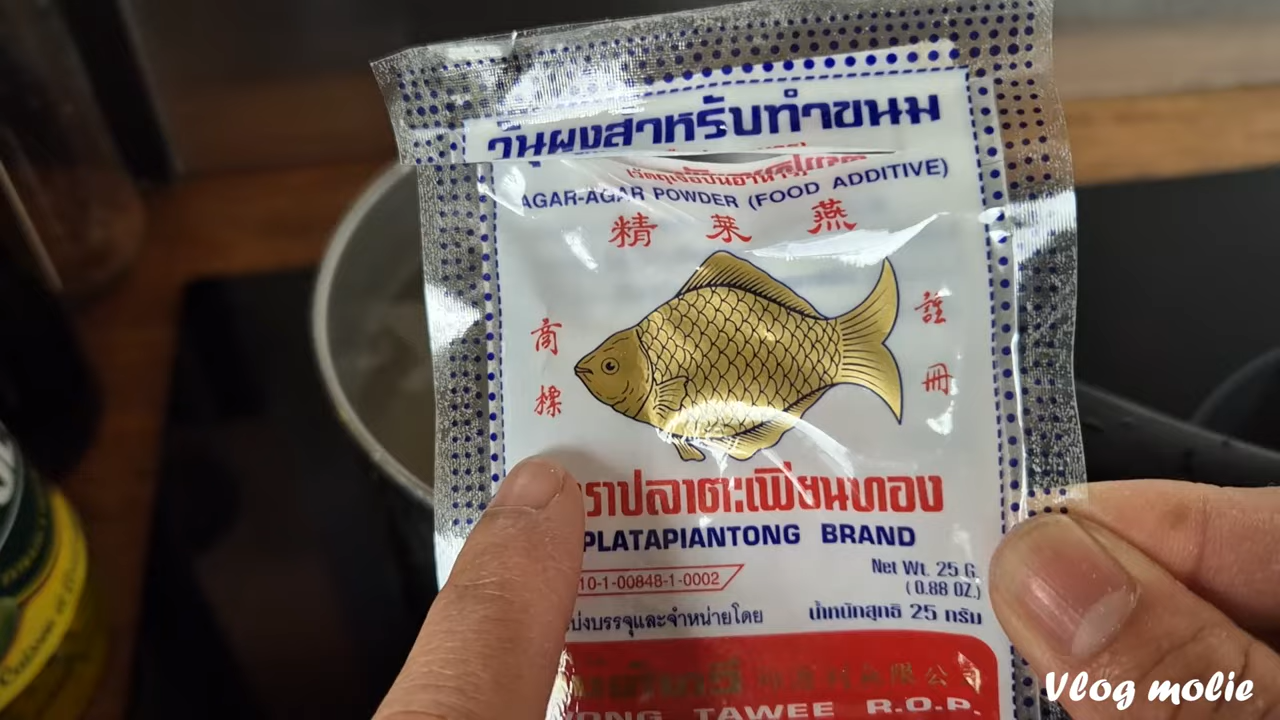 วุ้นผงสำหรับทำขนม
AGAR-AGAR POWDER (FOOD ADDITIVE)
精 莱 燕
商標
註冊
ราปลาตะเพียนทอง
PLATAPIANTONG BRAND
Net Wt. 25 G.
(0.88 OZ.)
10-1-00848-1-0002
บ่งบรรจุและจำหน่ายโดย
น้ำหนักสุทธิ 25 กรัม
TAWEE R.O.P.
Vlog molie